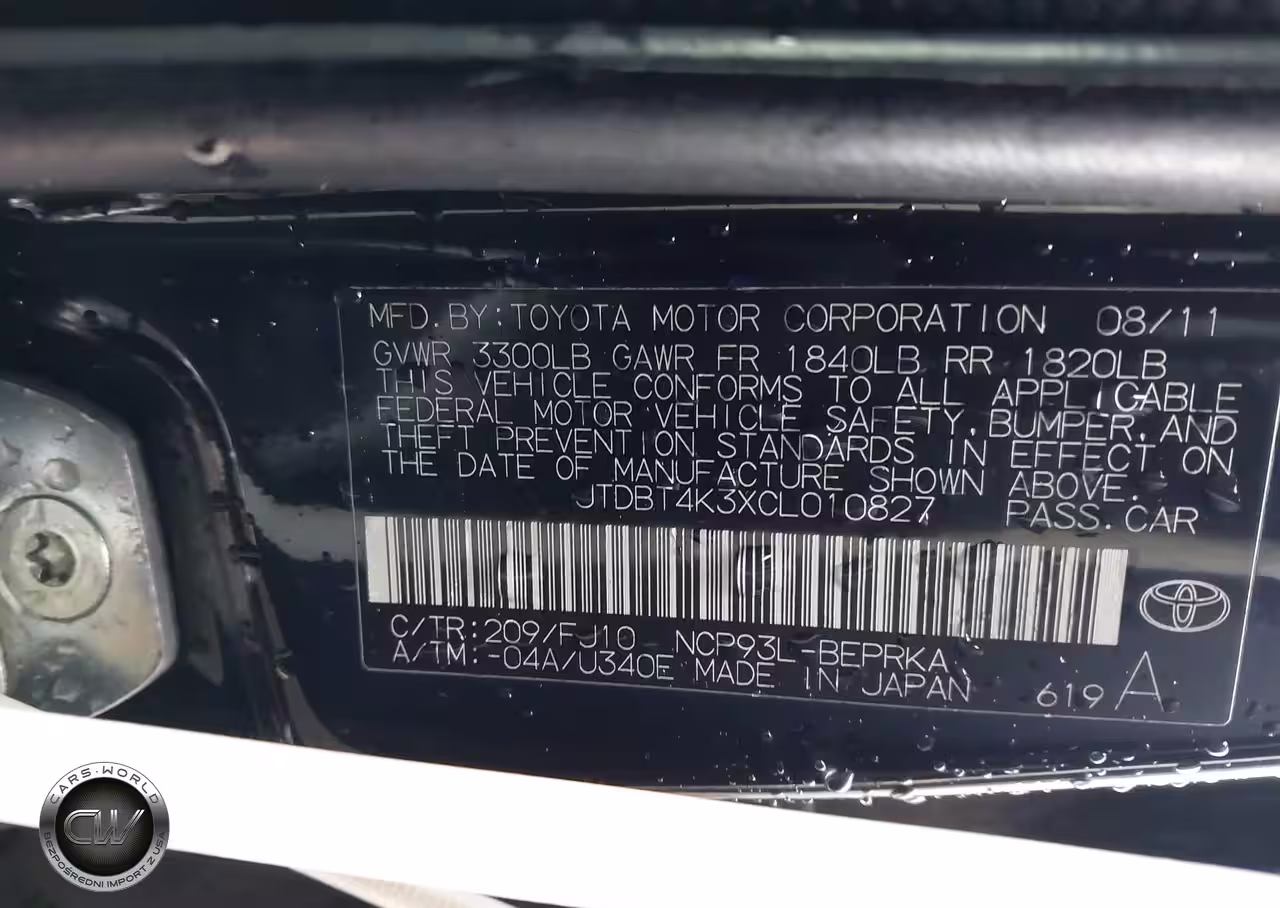 MFD. BY: TOYOTA MOTOR CORPORATION 08/11
GVWR 3300LB GAWR FR 1840LB RR 1820LB
THIS VEHICLE CONFORMS TO ALL APPLICABLE
FEDERAL MOTOR VEHICLE SAFETY, BUMPER, AND
THEFT PREVENTION STANDARDS IN EFFECT ON
THE DATE OF MANUFACTURE SHOWN ABOVE.
JTDBT4K3XCL010827 PASS. CAR
C/TR: 209/FJ10 NCP93L-BEPRKA
A/TM: -04A/U340E MADE IN JAPAN 619 A
CARS-WORLD
CW
BEZPOŚREDNI IMPORT Z USA